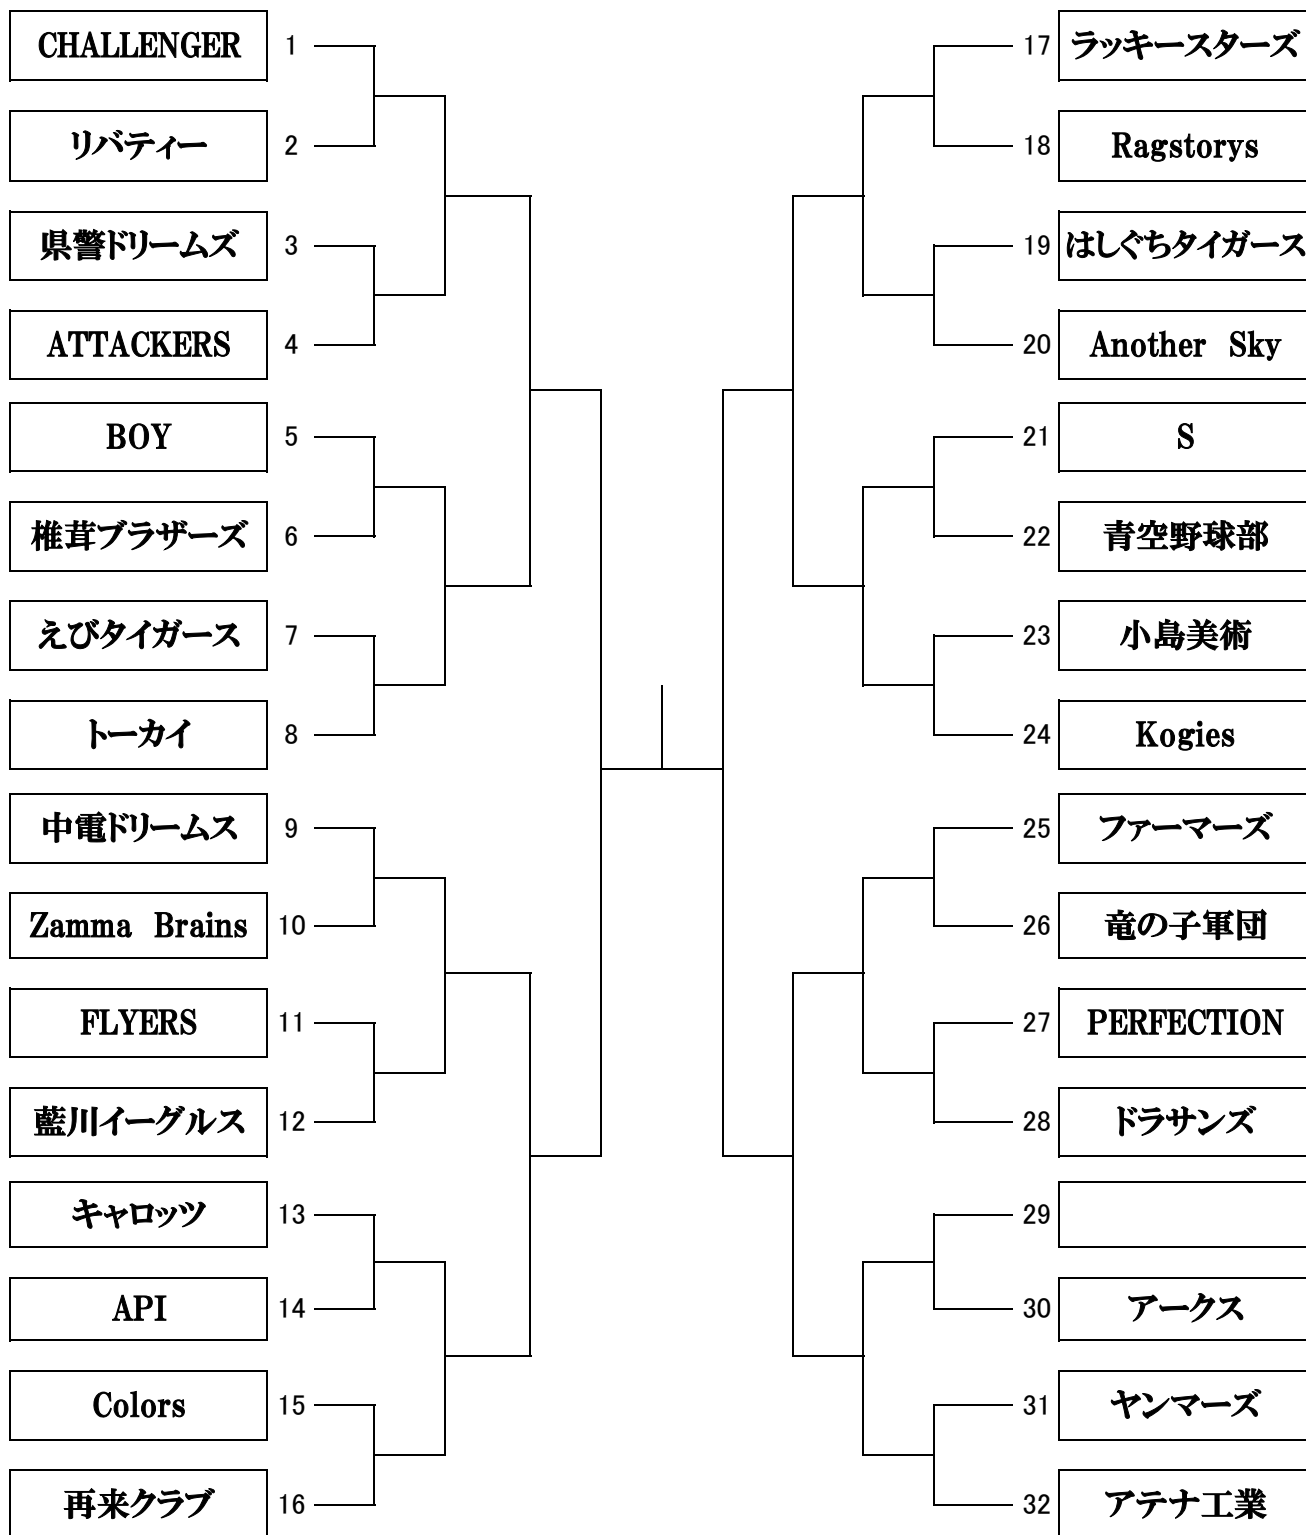 CHALLENGER 1
リバティー 2
県警ドリームズ 3
ATTACKERS 4
BOY 5
椎茸ブラザーズ 6
えびタイガース 7
トーカイ 8
中電ドリームス 9
Zamma Brains 10
FLYERS 11
藍川イーグルス 12
キャロッツ 13
API 14
Colors 15
再来クラブ 16
17 ラッキースターズ
18 Ragstorys
19 はしぐちタイガース
20 Another Sky
21 S
22 青空野球部
23 小島美術
24 Kogies
25 ファーマーズ
26 竜の子軍団
27 PERFECTION
28 ドラサンズ
29
30 アークス
31 ヤンマーズ
32 アテナ工業